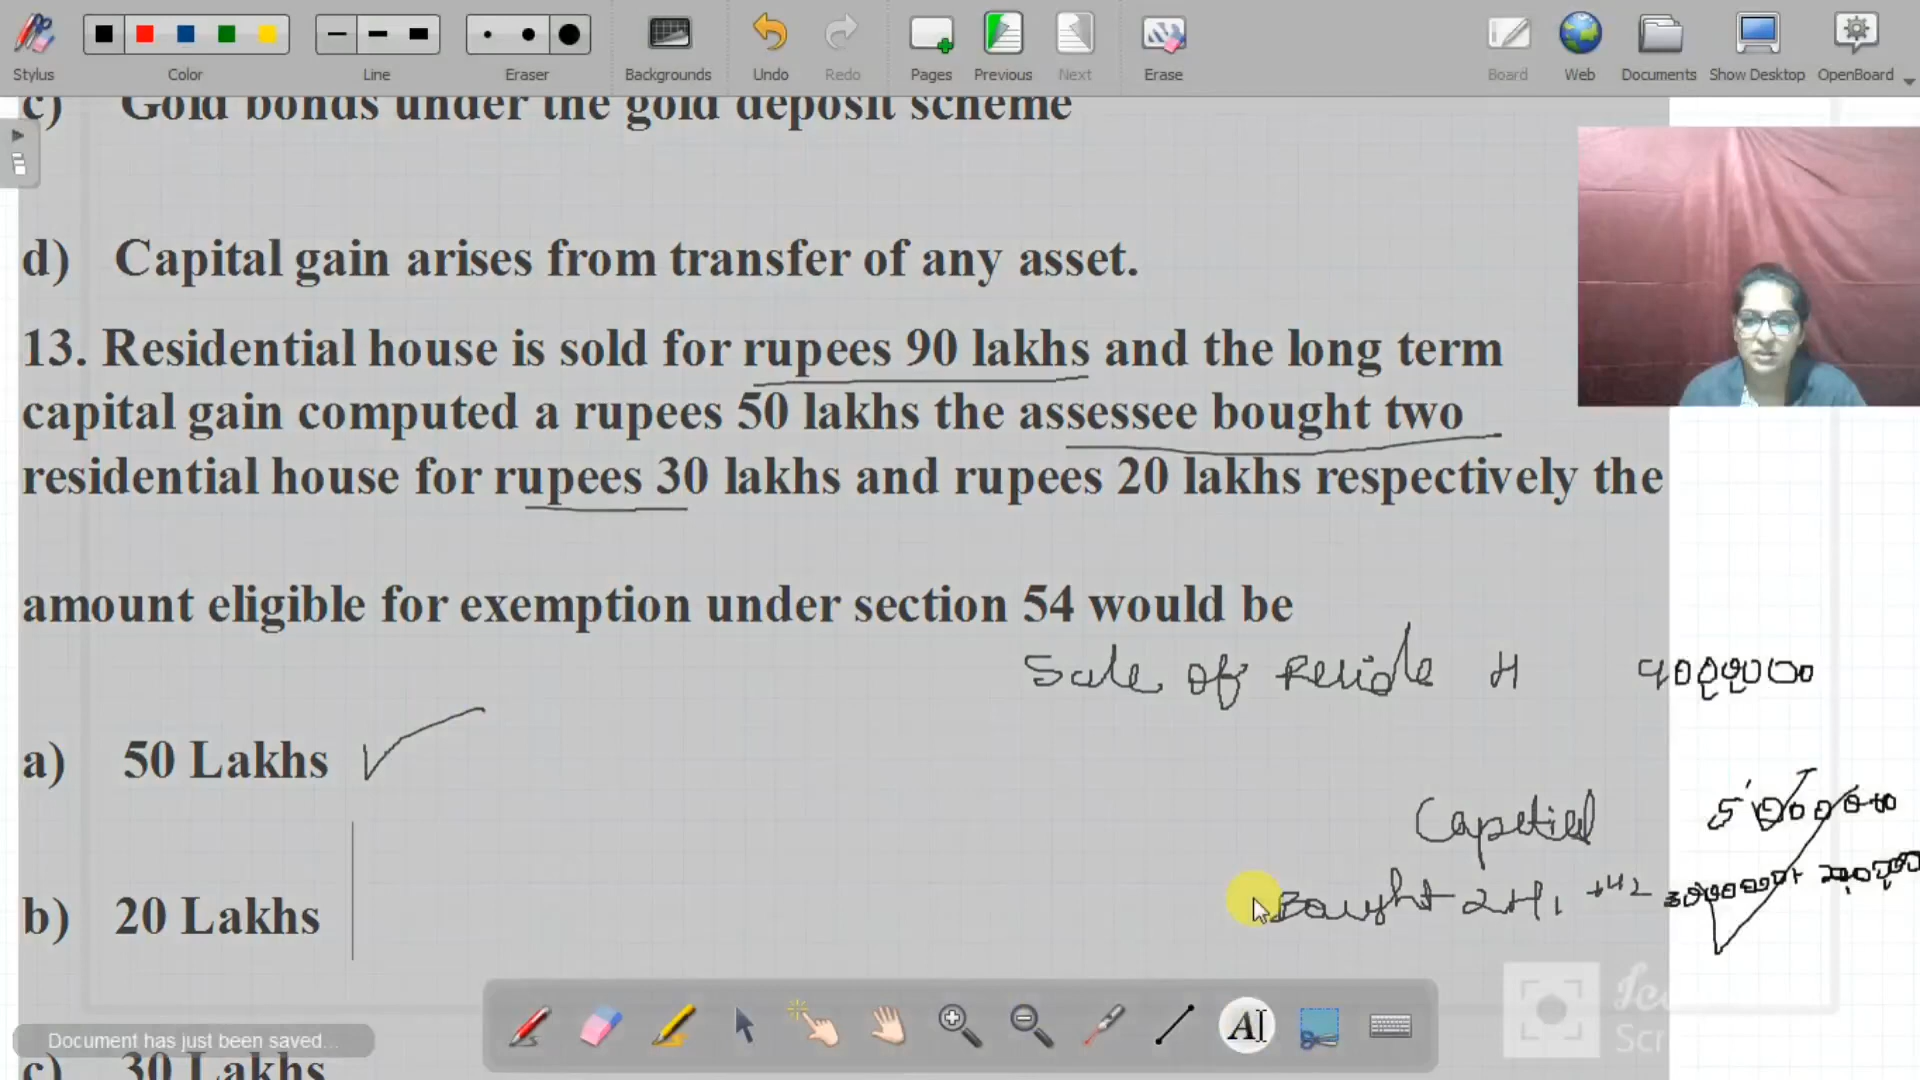 Stylus
Color
Line
Eraser
Backgrounds
Undo
Redo
Pages
Previous
Next
Erase
Board
Web
Documents
Show Desktop
OpenBoard
c) Gold bonds under the gold deposit scheme
d) Capital gain arises from transfer of any asset.
13. Residential house is sold for rupees 90 lakhs and the long term
capital gain computed a rupees 50 lakhs the assessee bought two
residential house for rupees 30 lakhs and rupees 20 lakhs respectively the
amount eligible for exemption under section 54 would be
Sale of H
a) 50 Lakhs
Bought
b) 20 Lakhs
Document has just been saved...
c) 30 Lakhs